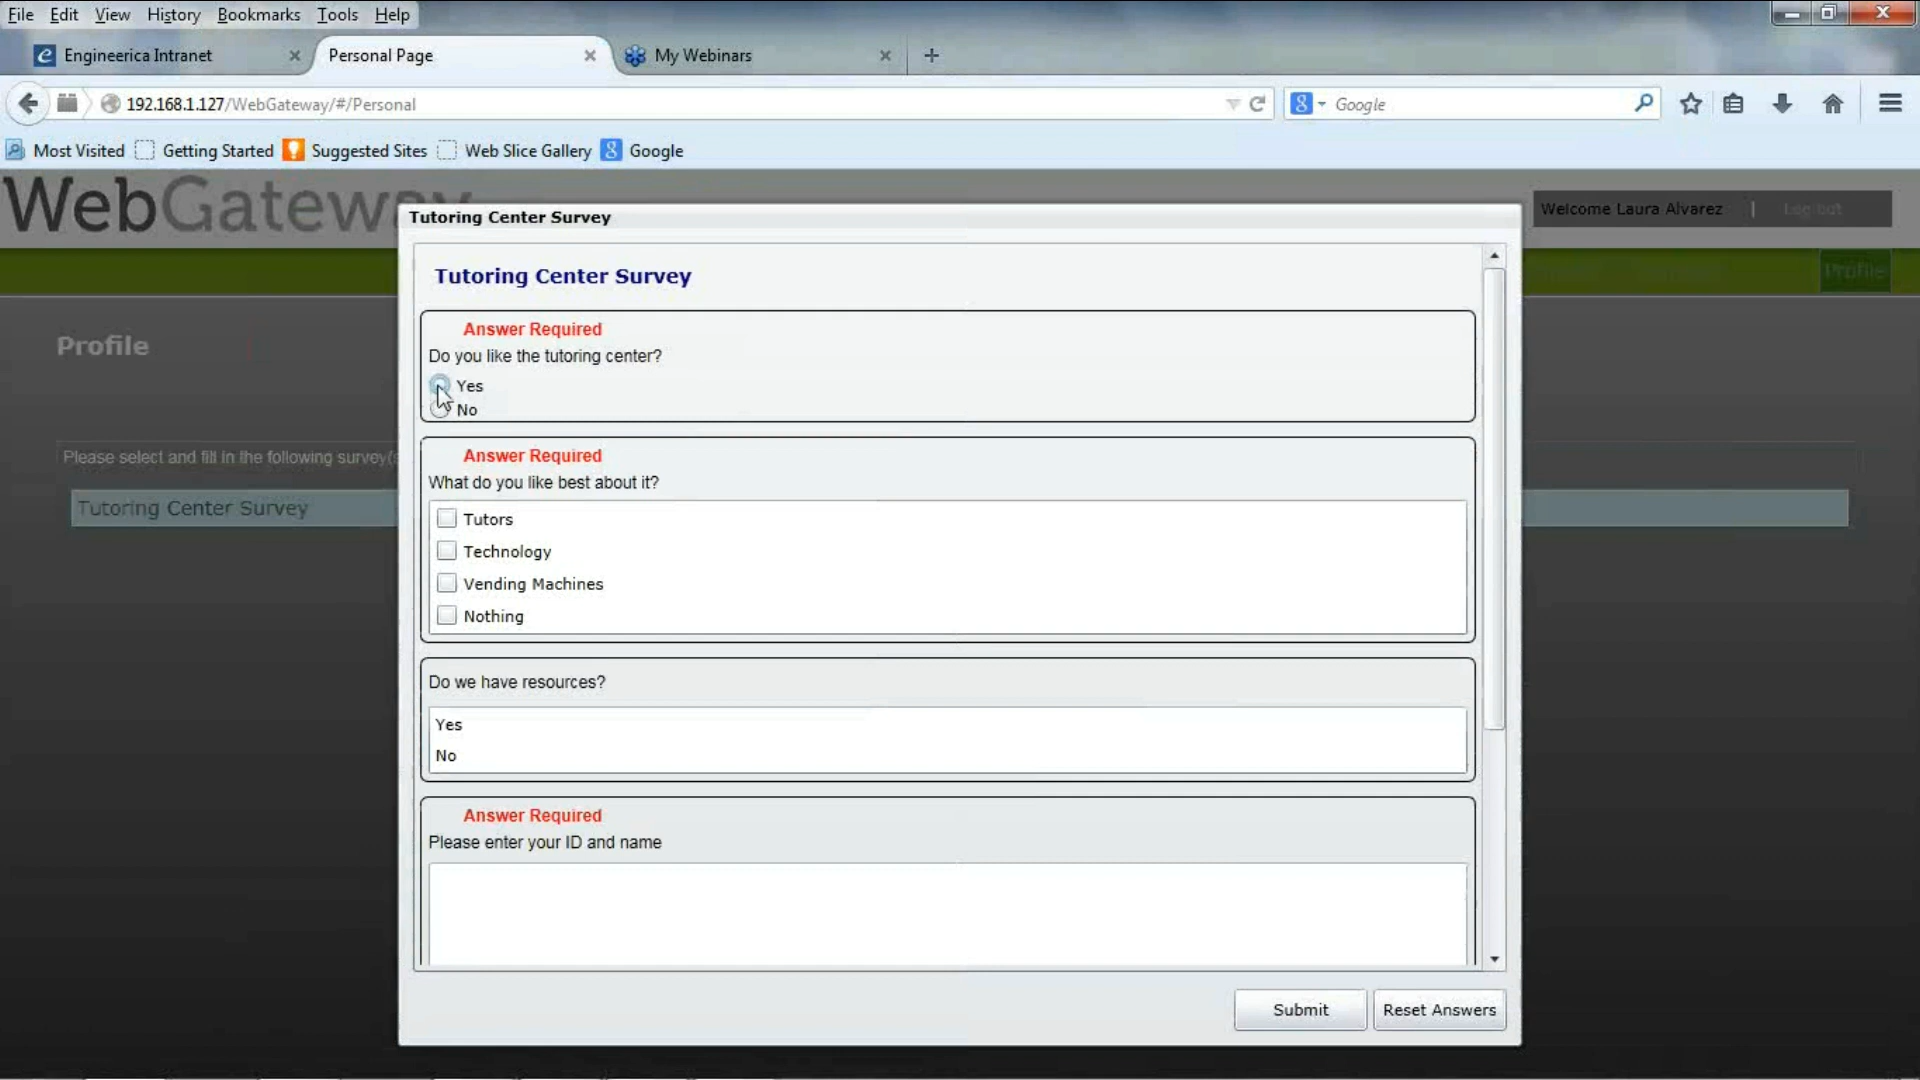 File Edit View History Bookmarks Tools Help
Engineerica Intranet
Personal Page
My Webinars
192.168.1.127/WebGateway/#/Personal
Google
Most Visited Getting Started Suggested Sites Web Slice Gallery Google
WebGateway
Welcome Laura Alvarez | Log out
Profile
Profile
Please select and fill in the following survey(s
Tutoring Center Survey
Tutoring Center Survey
Tutoring Center Survey
Answer Required
Do you like the tutoring center?
Yes
No
Answer Required
What do you like best about it?
Tutors
Technology
Vending Machines
Nothing
Do we have resources?
Yes
No
Answer Required
Please enter your ID and name
Submit
Reset Answers